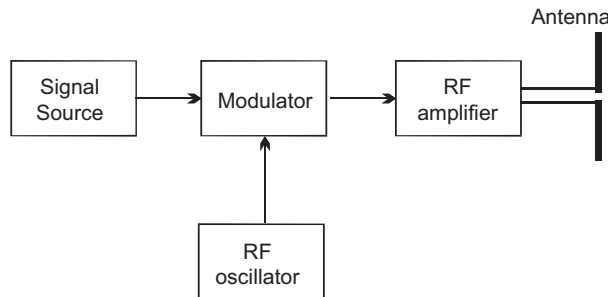 Antenna
Signal
Source
Modulator
RF
amplifier
RF
oscillator